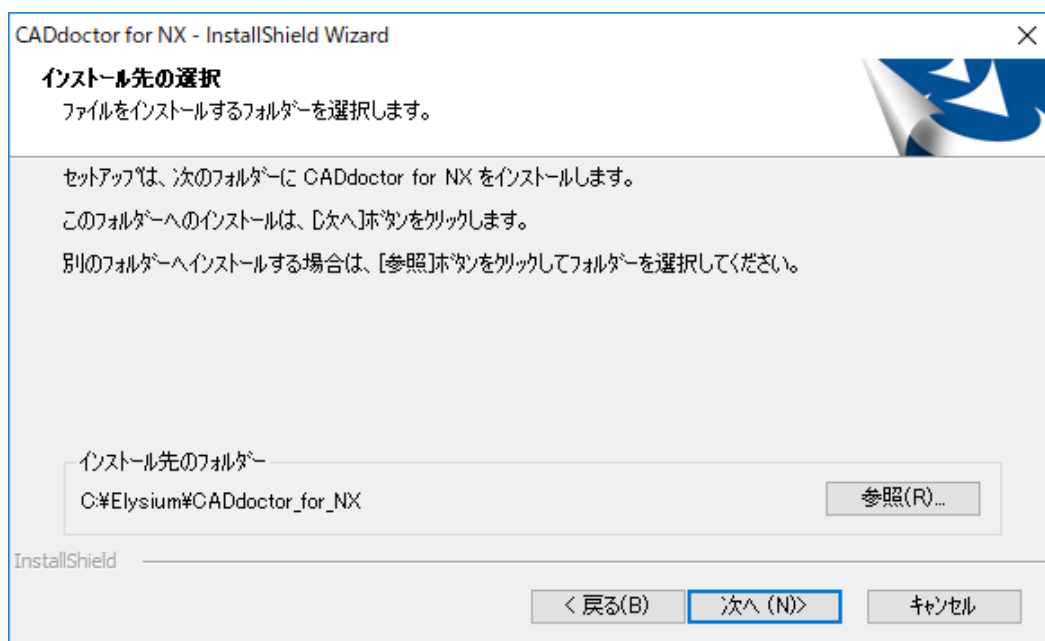 CADdoctor for NX - InstallShield Wizard
インストール先の選択
ファイルをインストールするフォルダーを選択します。
セットアップは、次のフォルダーに CADdoctor for NX をインストールします。
このフォルダーへのインストールは、[次へ]ボタンをクリックします。
別のフォルダーへインストールする場合は、[参照]ボタンをクリックしてフォルダーを選択してください。
インストール先のフォルダー
C:¥Elysium¥CADdoctor_for_NX
参照(R)...
InstallShield
< 戻る(B)
次へ (N)>
キャンセル